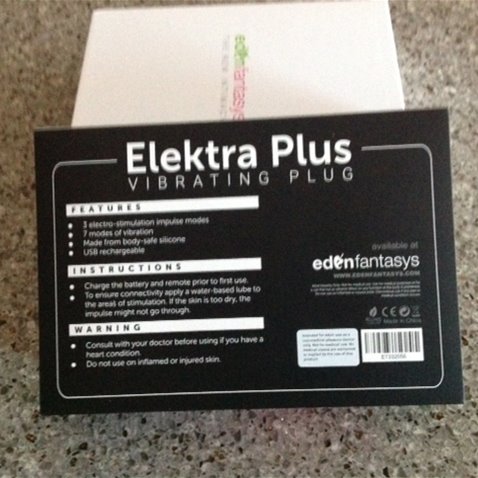 edenfantasys
Elektra Plus
VIBRATING PLUG
FEATURES
3 electro-stimulation impulse modes
7 modes of vibration
Made from body-safe silicone
USB rechargeable
INSTRUCTIONS
Charge the battery and remote prior to first use.
To ensure connectivity apply a water-based lube to
the areas of stimulation. If the skin is too dry, the
impulse might not go through.
WARNING
Consult with your doctor before using if you have a
heart condition.
Do not use on inflamed or injured skin.
available at
edenfantasys
WWW.EDENFANTASYS.COM
Made in China